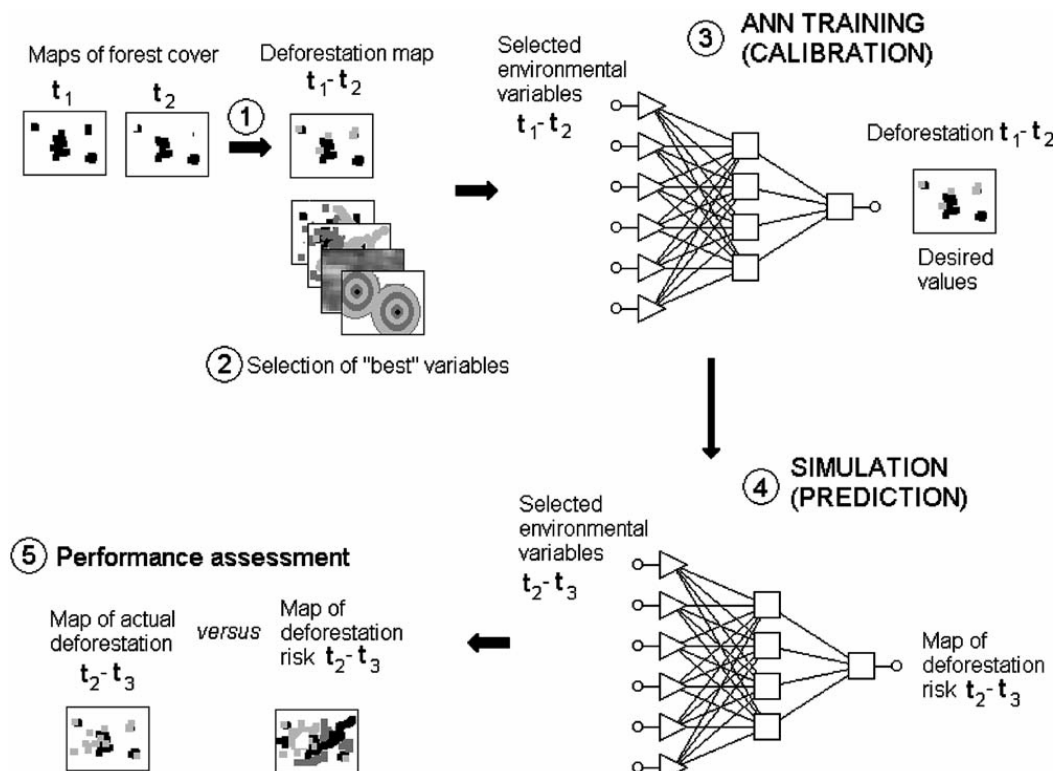 Maps of forest cover
t1
t2
1
Deforestation map
t1- t2
2 Selection of "best" variables
Selected
environmental
variables
t1- t2
3 ANN TRAINING
(CALIBRATION)
Deforestation t1- t2
Desired
values
4 SIMULATION
(PREDICTION)
Selected
environmental
variables
t2- t3
Map of
deforestation
risk t2- t3
5 Performance assessment
Map of actual
deforestation
t2- t3
versus
Map of
deforestation
risk t2- t3